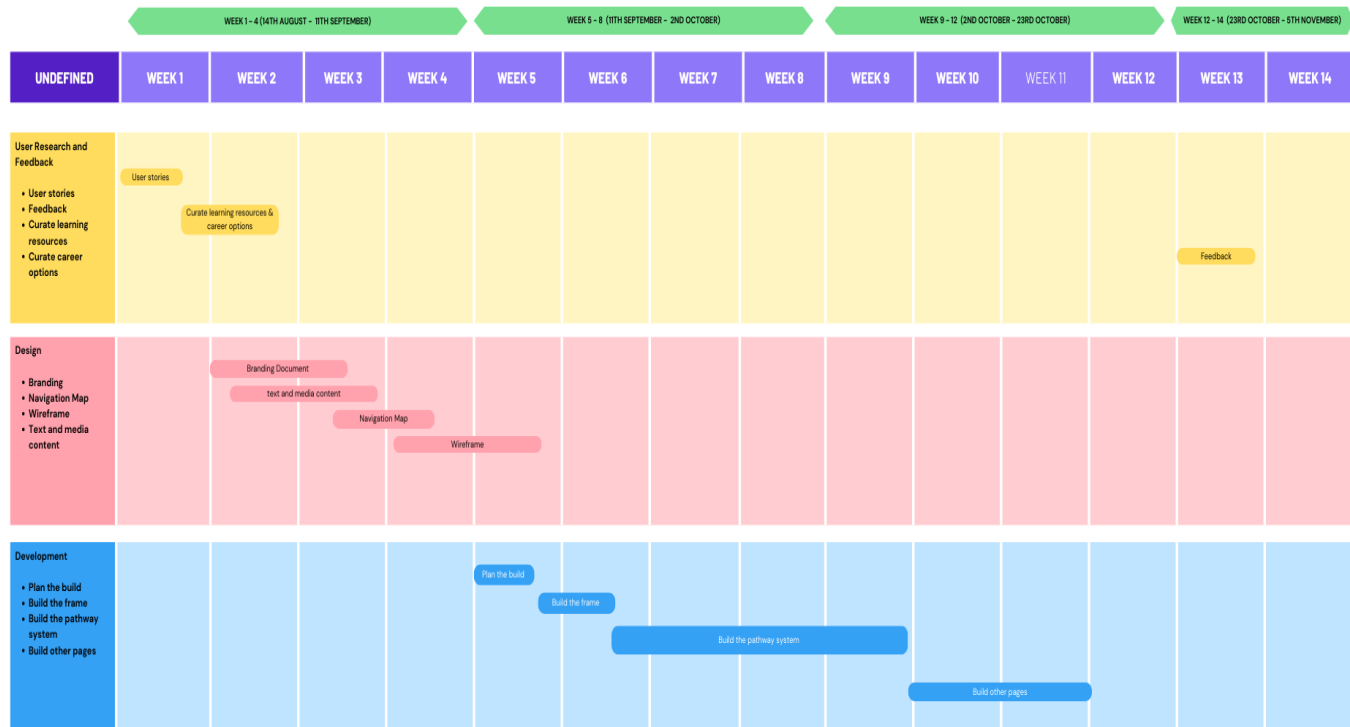 WEEK 1 - 4 (14TH AUGUST - 11TH SEPTEMBER)
WEEK 5 - 8 (11TH SEPTEMBER - 2ND OCTOBER)
WEEK 9 - 12 (2ND OCTOBER - 23RD OCTOBER)
WEEK 12 - 14 (23RD OCTOBER - 5TH NOVEMBER)
UNDEFINED
WEEK 1
WEEK 2
WEEK 3
WEEK 4
WEEK 5
WEEK 6
WEEK 7
WEEK 8
WEEK 9
WEEK 10
WEEK 11
WEEK 12
WEEK 13
WEEK 14
User Research and
Feedback
• User stories
• Feedback
• Curate learning
resources
• Curate career
options
User stories
Curate learning resources &
career options
Feedback
Design
• Branding
• Navigation Map
• Wireframe
• Text and media
content
Branding Document
text and media content
Navigation Map
Wireframe
Development
• Plan the build
• Build the frame
• Build the pathway
system
• Build other pages
Plan the build
Build the frame
Build the pathway system
Build other pages